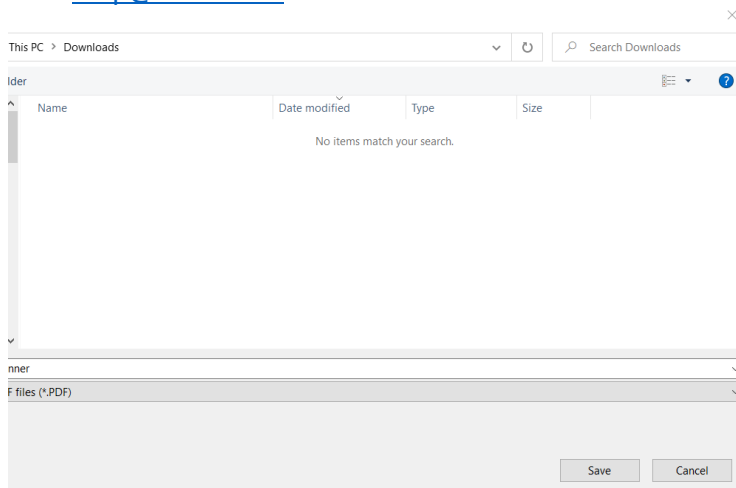 This PC > Downloads
Search Downloads
lder
?
Name Date modified Type Size
No items match your search.
nner
F files (*.PDF)
Save Cancel